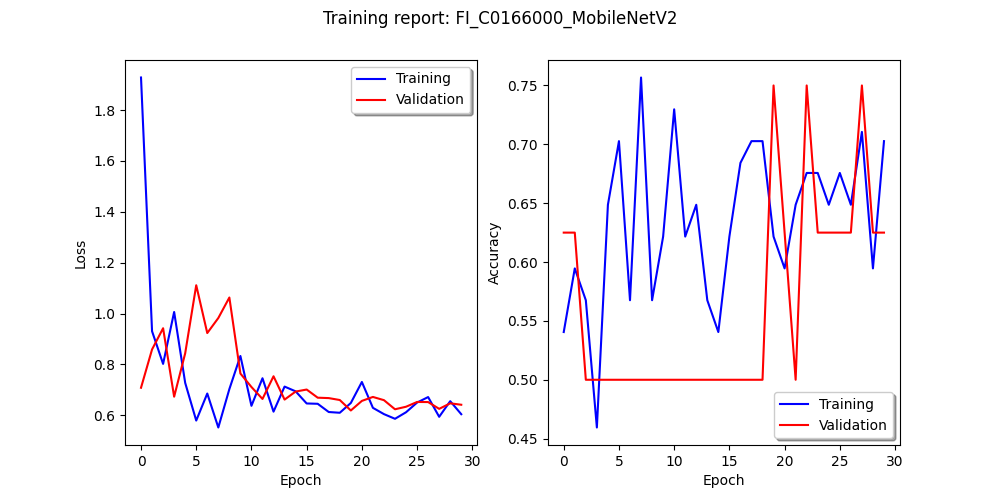 Training report: FI_C0166000_MobileNetV2
Training
Validation
1.8
1.6
1.4
1.2
1.0
0.8
0.6
Loss
0 5 10 15 20 25 30
Epoch
0.75
0.70
0.65
0.60
0.55
0.50
0.45
Accuracy
Training
Validation
0 5 10 15 20 25 30
Epoch